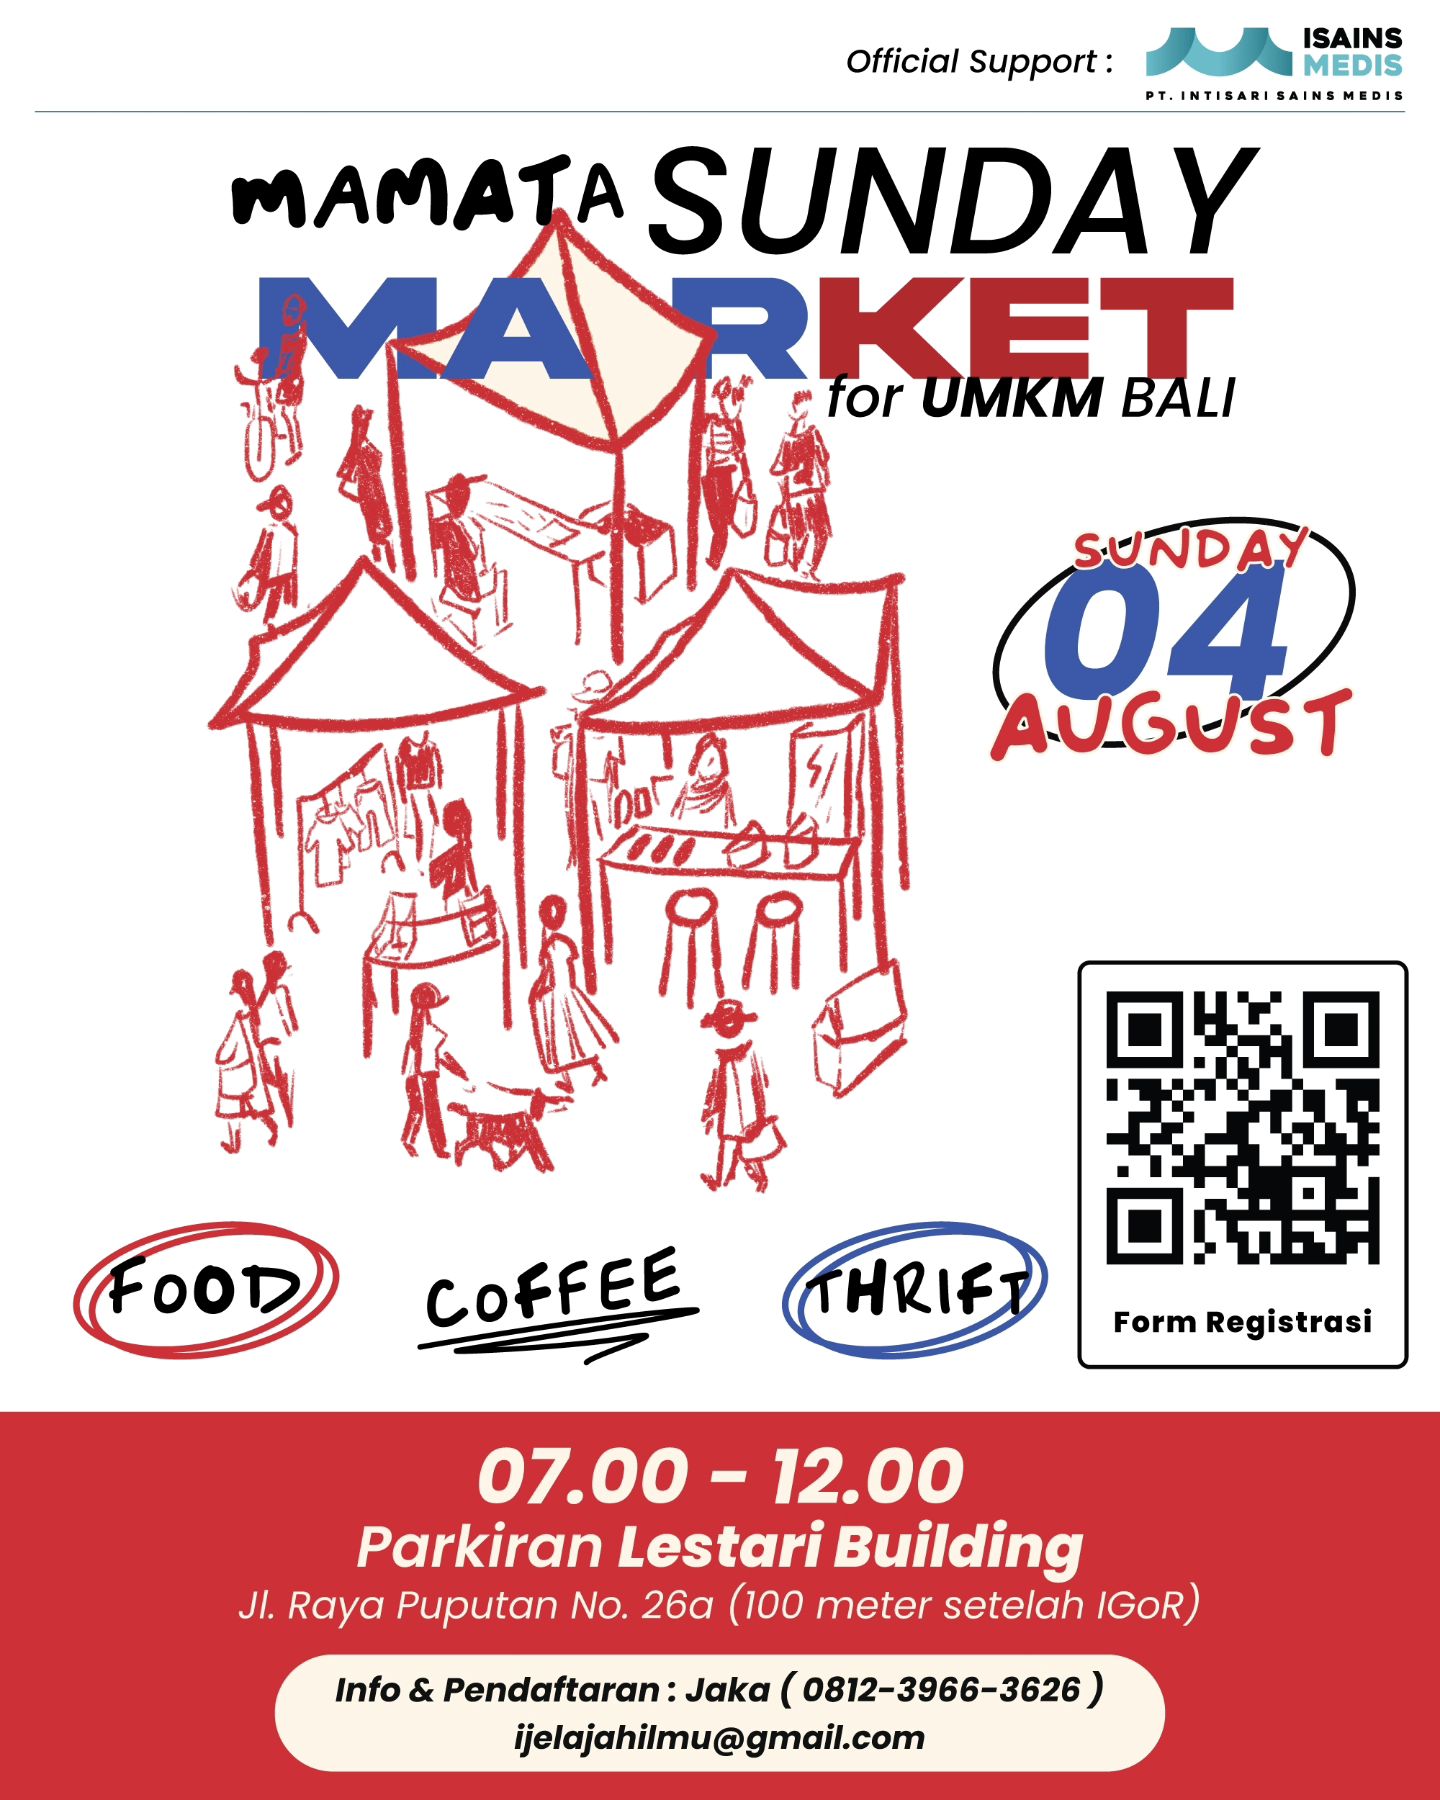 Official Support :
ISAINS
MEDIS
PT. INTISARI SAINS MEDIS
MAMATA SUNDAY
MARKET
for UMKM BALI
SUNDAY
04
AUGUST
FOOD
COFFEE
THRIFT
Form Registrasi
07.00 - 12.00
Parkiran Lestari Building
Jl. Raya Puputan No. 26a (100 meter setelah IGoR)
Info & Pendaftaran : Jaka ( 0812-3966-3626 )
ijelajahilmu@gmail.com